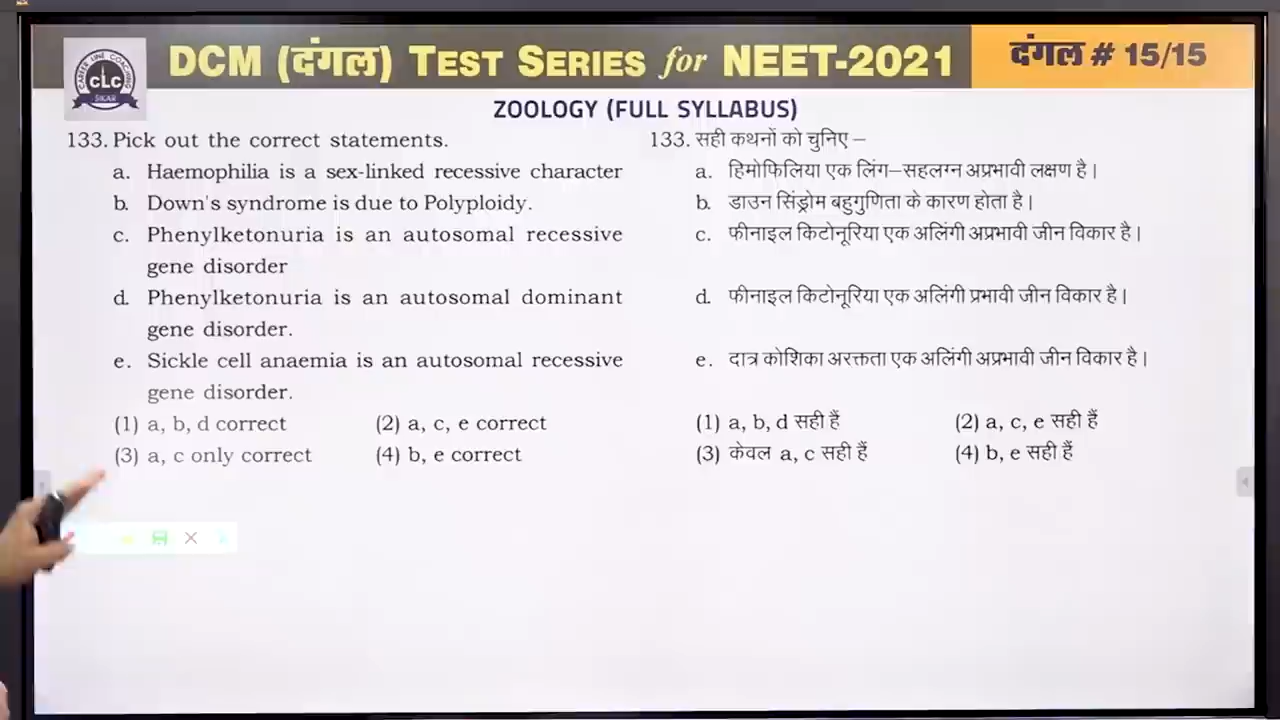 DCM (दंगल) TEST SERIES for NEET-2021
दंगल # 15/15
CAREER LINE COACHING
CLC
SIKAR
ZOOLOGY (FULL SYLLABUS)
133. Pick out the correct statements.
a. Haemophilia is a sex-linked recessive character
b. Down's syndrome is due to Polyploidy.
c. Phenylketonuria is an autosomal recessive
gene disorder
d. Phenylketonuria is an autosomal dominant
gene disorder.
e. Sickle cell anaemia is an autosomal recessive
gene disorder.
(1) a, b, d correct (2) a, c, e correct
(3) a, c only correct (4) b, e correct
133. सही कथनों को चुनिए –
a. हिमोफिलिया एक लिंग–सहलग्न अप्रभावी लक्षण है।
b. डाउन सिंड्रोम बहुगुणिता के कारण होता है।
c. फीनाइल किटोनूरिया एक अलिंगी अप्रभावी जीन विकार है।
d. फीनाइल किटोनूरिया एक अलिंगी प्रभावी जीन विकार है।
e. दात्र कोशिका अरक्तता एक अलिंगी अप्रभावी जीन विकार है।
(1) a, b, d सही हैं (2) a, c, e सही हैं
(3) केवल a, c सही हैं (4) b, e सही हैं